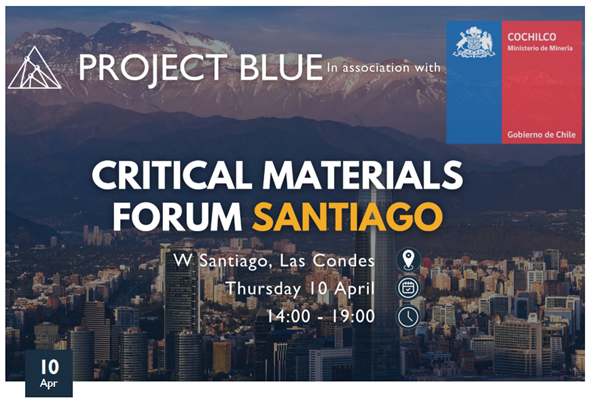 PROJECT BLUE In association with
COCHILCO
Ministerio de Minería
Gobierno de Chile
CRITICAL MATERIALS
FORUM SANTIAGO
W Santiago, Las Condes
Thursday 10 April
14:00 - 19:00
10
Apr